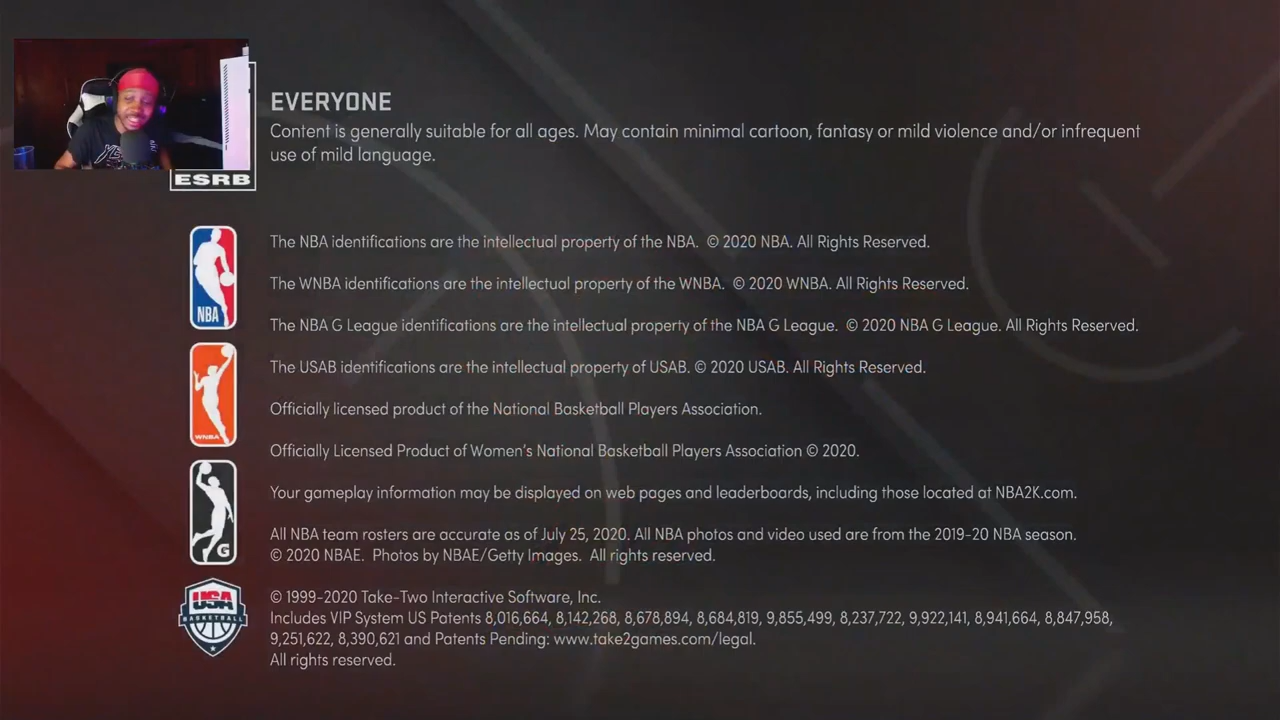 EVERYONE
Content is generally suitable for all ages. May contain minimal cartoon, fantasy or mild violence and/or infrequent
use of mild language.
ESRB
The NBA identifications are the intellectual property of the NBA. © 2020 NBA. All Rights Reserved.
The WNBA identifications are the intellectual property of the WNBA. © 2020 WNBA. All Rights Reserved.
NBA
The NBA G League identifications are the intellectual property of the NBA G League. © 2020 NBA G League. All Rights Reserved.
The USAB identifications are the intellectual property of USAB. © 2020 USAB. All Rights Reserved.
Officially licensed product of the National Basketball Players Association.
WNBA
Officially Licensed Product of Women's National Basketball Players Association © 2020.
Your gameplay information may be displayed on web pages and leaderboards, including those located at NBA2K.com.
All NBA team rosters are accurate as of July 25, 2020. All NBA photos and video used are from the 2019-20 NBA season.
G
© 2020 NBAE. Photos by NBAE/Getty Images. All rights reserved.
© 1999-2020 Take-Two Interactive Software, Inc.
USA
BASKETBALL
Includes VIP System US Patents 8,016,664, 8,142,268, 8,678,894, 8,684,819, 9,855,499, 8,237,722, 9,922,141, 8,941,664, 8,847,958,
9,251,622, 8,390,621 and Patents Pending: www.take2games.com/legal.
All rights reserved.